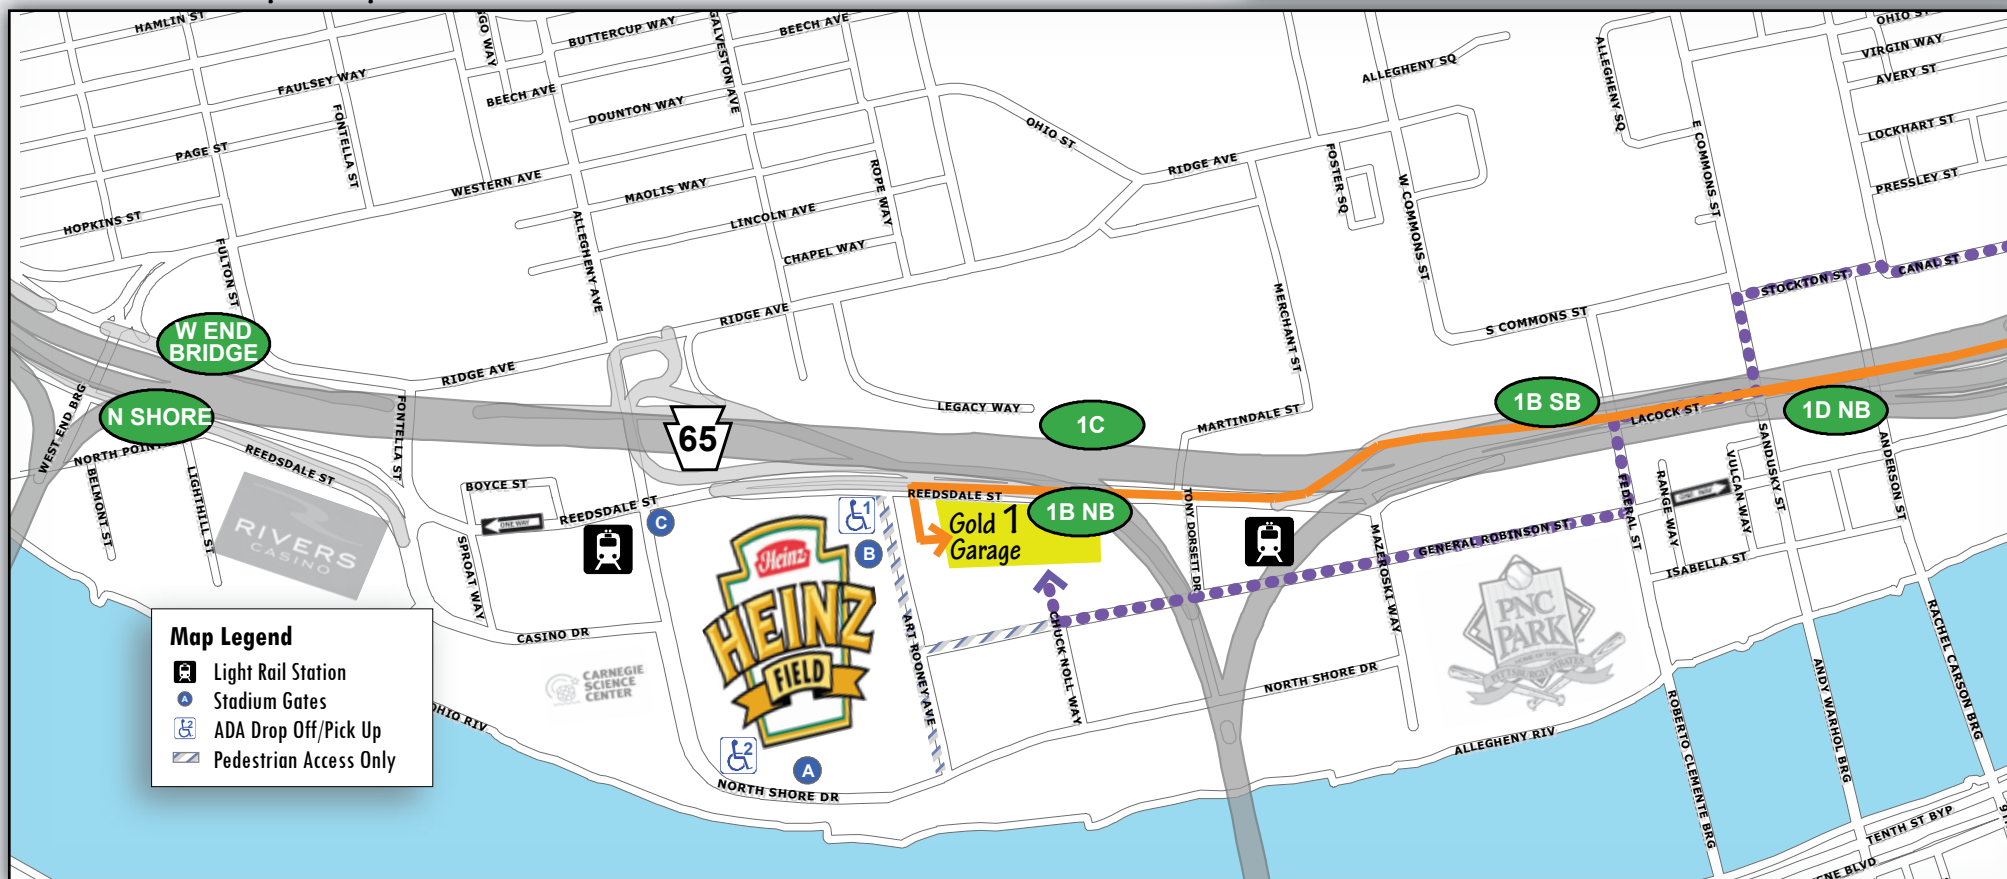 HAMLIN ST
BUTTERCUP WAY
BEECH AVE
GALVESTON AVE
FAULSEY WAY
FONTELLA ST
BEECH AVE
DOUNTON WAY
PAGE ST
WESTERN AVE
MAOLIS WAY
ROPE WAY
LINCOLN AVE
CHAPEL WAY
HOPKINS ST
FULTON ST
ALLEGHENY AVE
RIDGE AVE
RIDGE AVE
OHIO ST
RIDGE AVE
ALLEGHENY SQ
ALLEGHENY SQ
FOSTER SQ
W COMMONS ST
E COMMONS ST
OHIO ST
VIRGIN WAY
AVERY ST
LOCKHART ST
PRESSLEY ST
CANAL ST
STOCKTON ST
S COMMONS ST
MERCHANT ST
MARTINDALE ST
LEGACY WAY
W END
BRIDGE
N SHORE
65
1C
1B SB
1D NB
1B NB
WEST END BRG
NORTH POINT
BELMONT ST
LIGHTHILL ST
REEDSDALE ST
FONTELLA ST
BOYCE ST
ONE WAY
REEDSDALE ST
SPROAT WAY
CASINO DR
RIVERS
CASINO
C
1
B
REEDSDALE ST
Gold 1
Garage
TONY DORSETT DR
MAZEROSKI WAY
GENERAL ROBINSON ST
LACOCK ST
FEDERAL ST
RANGE WAY
VULCAN WAY
ONE WAY
SANDUSKY ST
ANDERSON ST
ISABELLA ST
Heinz
HEINZ
FIELD
ART ROONEY AVE
CHUCK NOLL WAY
NORTH SHORE DR
PNC
PARK
HOME OF THE
PITTSBURGH PIRATES
CARNEGIE
SCIENCE
CENTER
OHIO RIV
2
A
NORTH SHORE DR
ALLEGHENY RIV
ROBERTO CLEMENTE BRG
ANDY WARHOL BRG
RACHEL CARSON BRG
TENTH ST BYP
Map Legend
Light Rail Station
A Stadium Gates
2 ADA Drop Off/Pick Up
Pedestrian Access Only